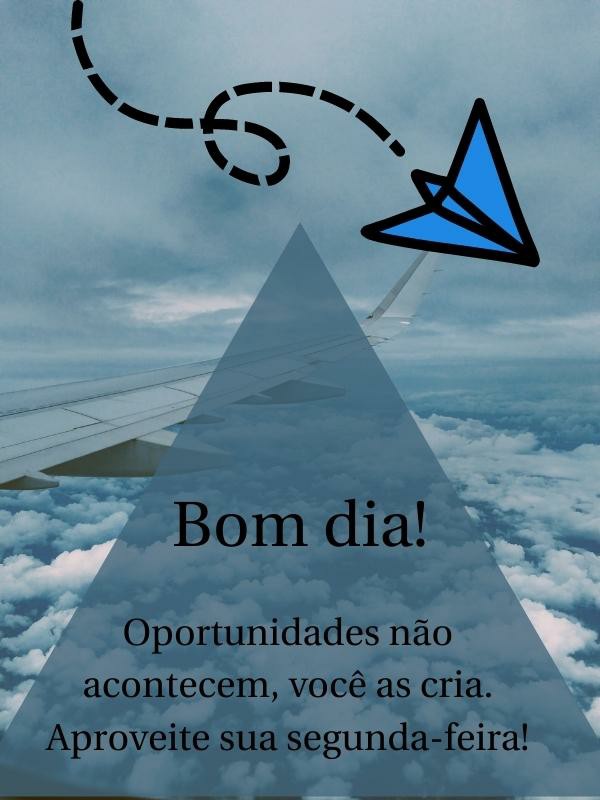 Bom dia!
Oportunidades não
acontecem, você as cria.
Aproveite sua segunda-feira!